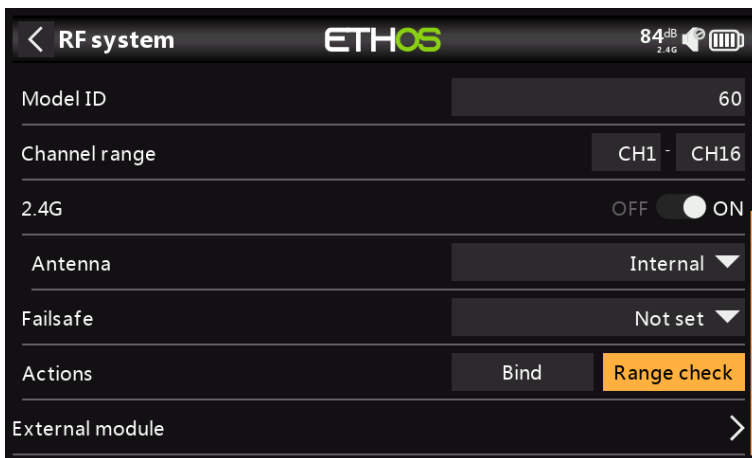 RF system ETHOS 84dB
2.4G
Model ID 60
Channel range CH1 - CH16
2.4G OFF ON
Antenna Internal
Failsafe Not set
Actions Bind Range check
External module